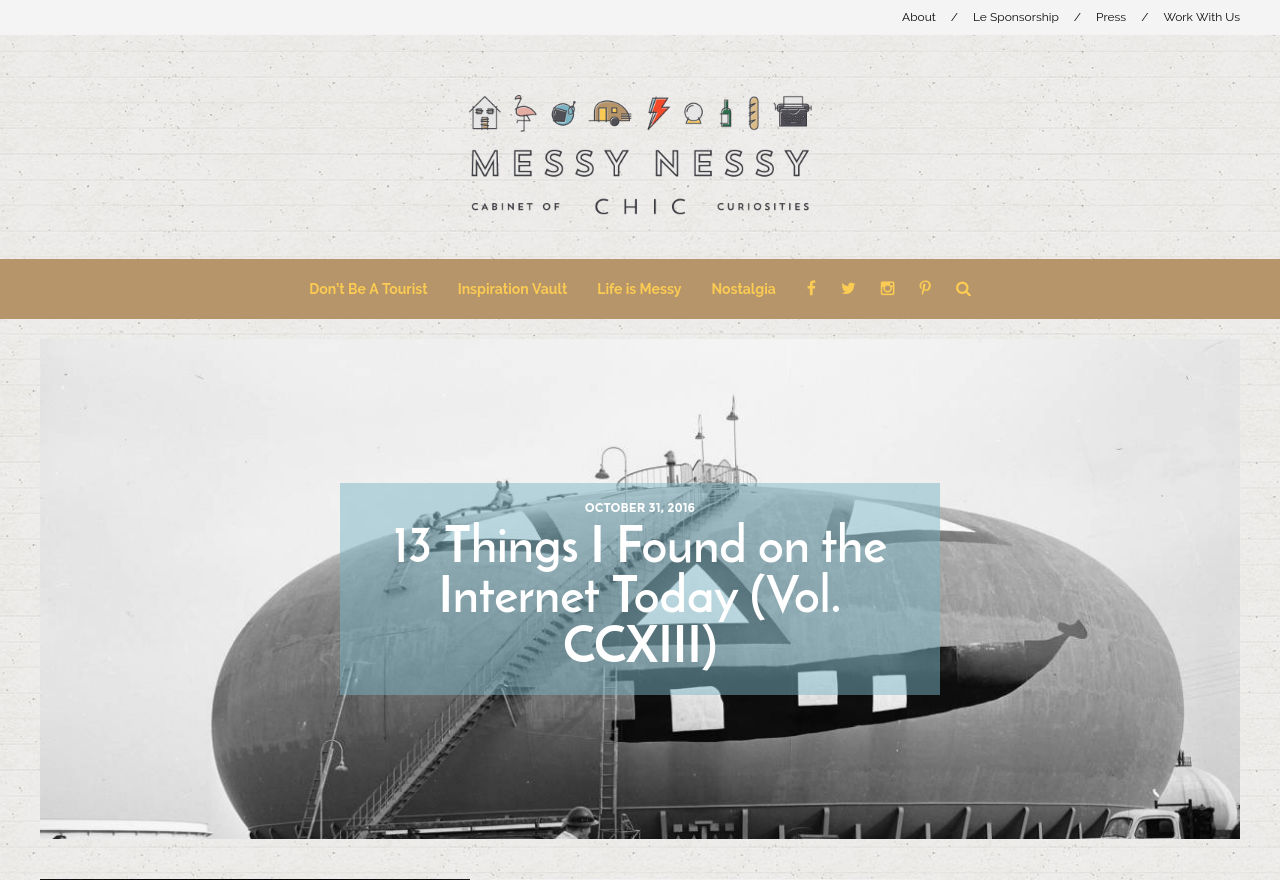 About / Le Sponsorship / Press / Work With Us
MESSY NESSY
CABINET OF CHIC CURIOSITIES
Don't Be A Tourist Inspiration Vault Life is Messy Nostalgia
OCTOBER 31, 2016
13 Things I Found on the
Internet Today (Vol.
CCXIII)